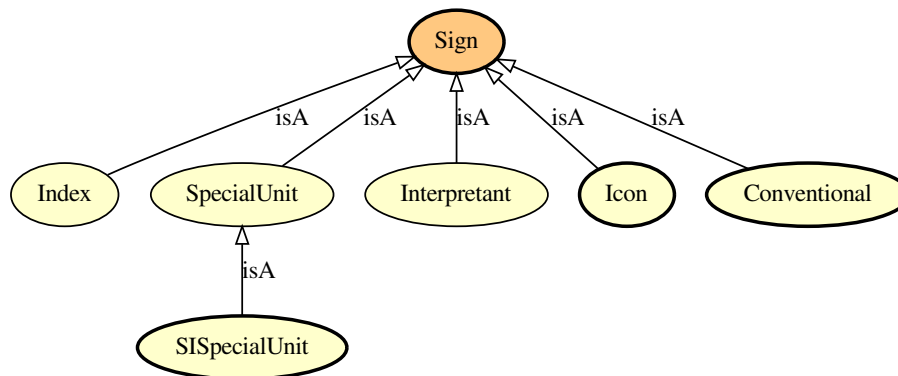 Sign
isA isA isA isA isA
Index SpecialUnit Interpretant Icon Conventional
isA
SISpecialUnit